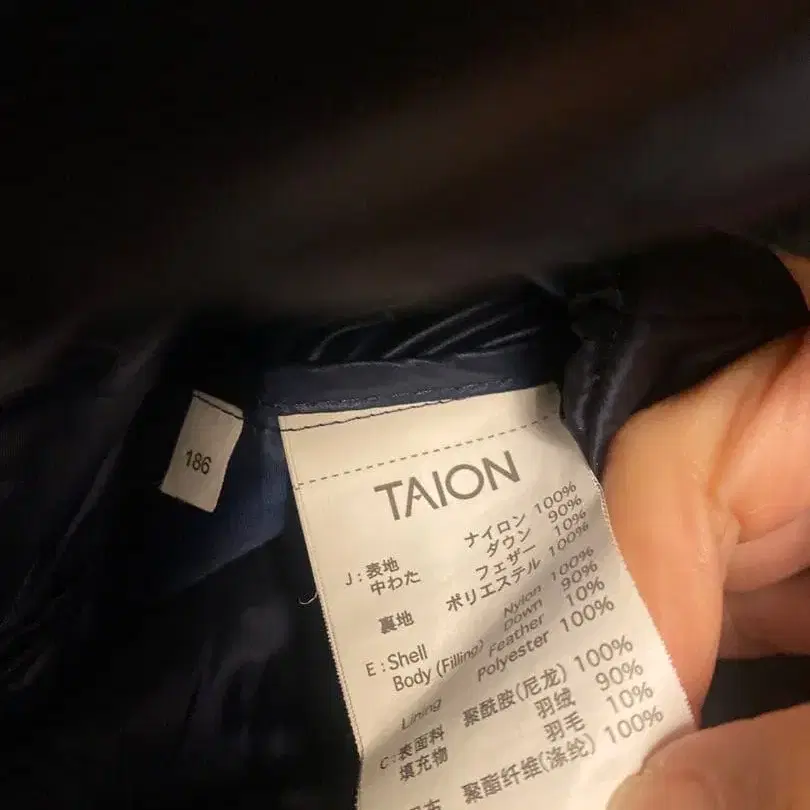 186
TAION
J : 表地 ナイロン 100%
中わた ダウン 90%
フェザー 10%
裏地 ポリエステル 100%
E : Shell Nylon 100%
Body (Filling) Down 90%
Feather 10%
Lining Polyester 100%
C : 表面料 聚酰胺(尼龙) 100%
填充物 羽绒 90%
羽毛 10%
聚酯纤维(涤纶) 100%